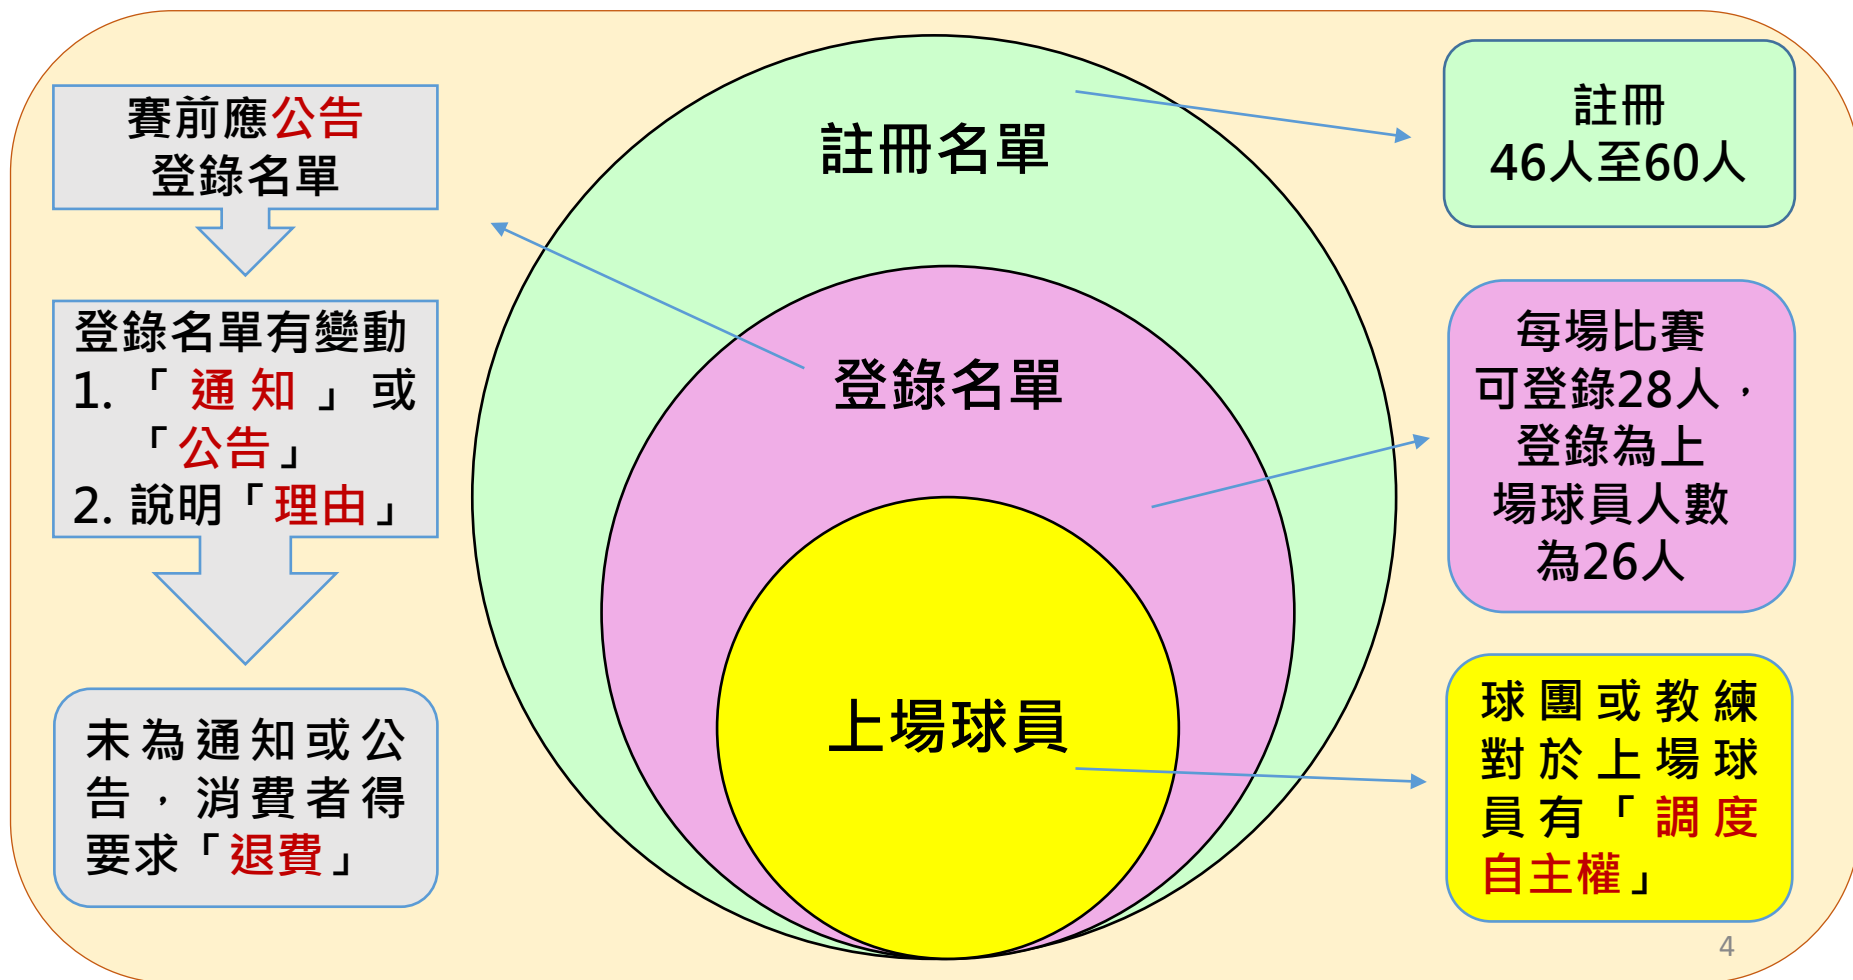 賽前應公告
登錄名單
登錄名單有變動
1.「通知」或
「公告」
2. 說明「理由」
未為通知或公
告，消費者得
要求「退費」
註冊名單
登錄名單
上場球員
註冊
46人至60人
每場比賽
可登錄28人，
登錄為上
場球員人數
為26人
球團或教練
對於上場球
員有「調度
自主權」
4